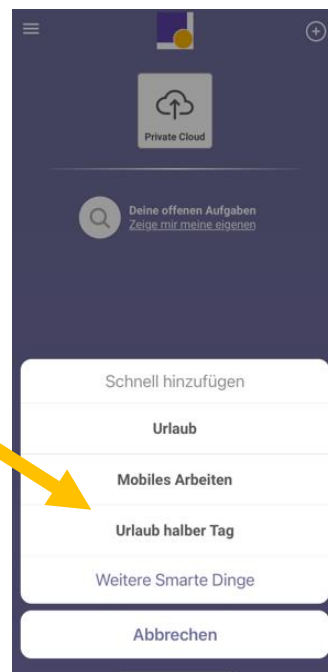 Private Cloud
Deine offenen Aufgaben
Zeige mir meine eigenen
Schnell hinzufügen
Urlaub
Mobiles Arbeiten
Urlaub halber Tag
Weitere Smarte Dinge
Abbrechen